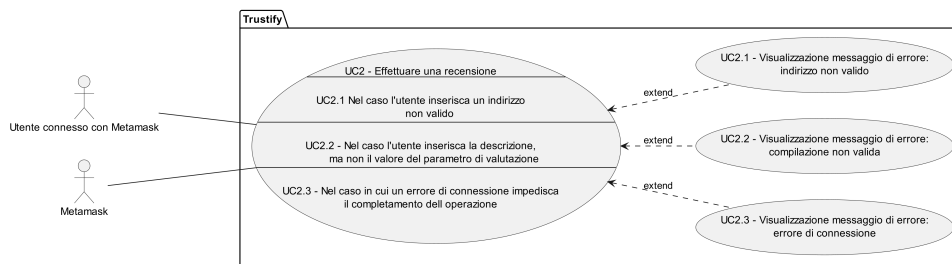 Trustify
UC2 - Effettuare una recensione
UC2.1 Nel caso l'utente inserisca un indirizzo
non valido
UC2.2 - Nel caso l'utente inserisca la descrizione,
ma non il valore del parametro di valutazione
UC2.3 - Nel caso in cui un errore di connessione impedisca
il completamento dell operazione
Utente connesso con Metamask
Metamask
extend
extend
extend
UC2.1 - Visualizzazione messaggio di errore:
indirizzo non valido
UC2.2 - Visualizzazione messaggio di errore:
compilazione non valida
UC2.3 - Visualizzazione messaggio di errore:
errore di connessione